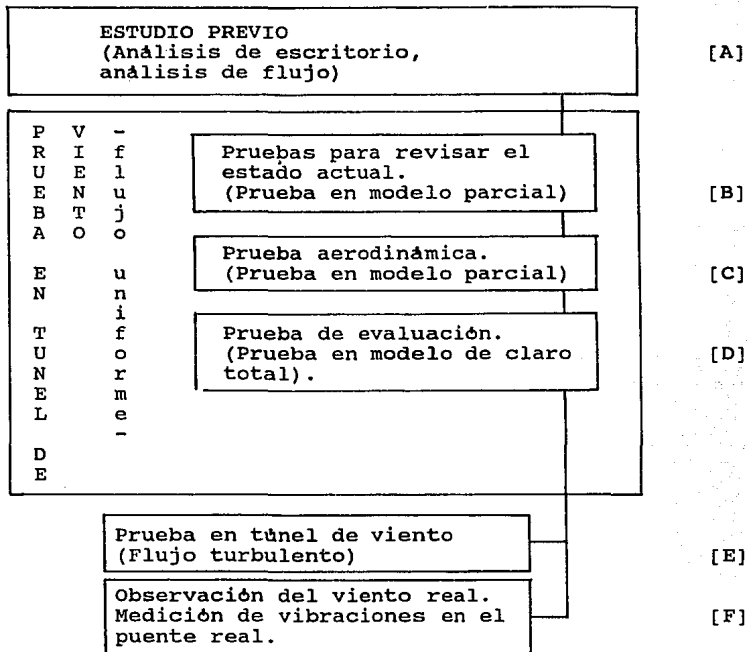 ESTUDIO PREVIO
(Análisis de escritorio,
análisis de flujo)
[A]
PRUEBA EN TUNEL DE
VIENTO
-flujo uniforme-
Pruebas para revisar el
estado actual.
(Prueba en modelo parcial)
[B]
Prueba aerodinámica.
(Prueba en modelo parcial)
[C]
Prueba de evaluación.
(Prueba en modelo de claro
total).
[D]
Prueba en túnel de viento
(Flujo turbulento)
[E]
Observación del viento real.
Medición de vibraciones en el
puente real.
[F]